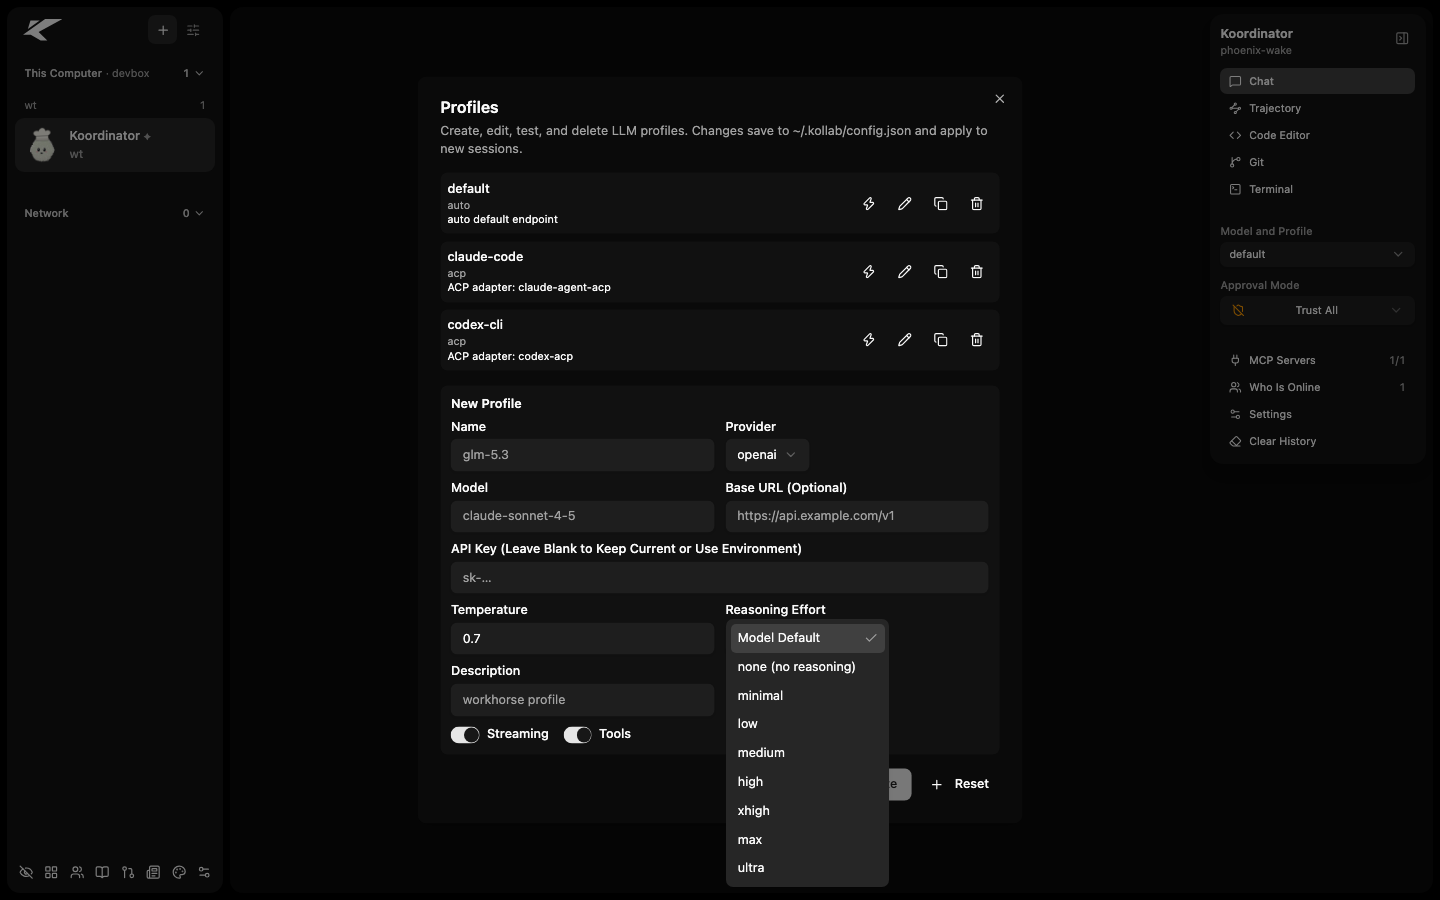 This Computer · devbox 1
wt 1
Koordinator
wt
Network 0
Profiles
Create, edit, test, and delete LLM profiles. Changes save to ~/.kollab/config.json and apply to
new sessions.
default
auto
auto default endpoint
claude-code
acp
ACP adapter: claude-agent-acp
codex-cli
acp
ACP adapter: codex-acp
New Profile
Name Provider
glm-5.3 openai
Model Base URL (Optional)
claude-sonnet-4-5 https://api.example.com/v1
API Key (Leave Blank to Keep Current or Use Environment)
sk-...
Temperature Reasoning Effort
0.7
Description
workhorse profile
Streaming Tools
Model Default
none (no reasoning)
minimal
low
medium
high
xhigh
max
ultra
Reset
Koordinator
phoenix-wake
Chat
Trajectory
Code Editor
Git
Terminal
Model and Profile
default
Approval Mode
Trust All
MCP Servers 1/1
Who Is Online 1
Settings
Clear History